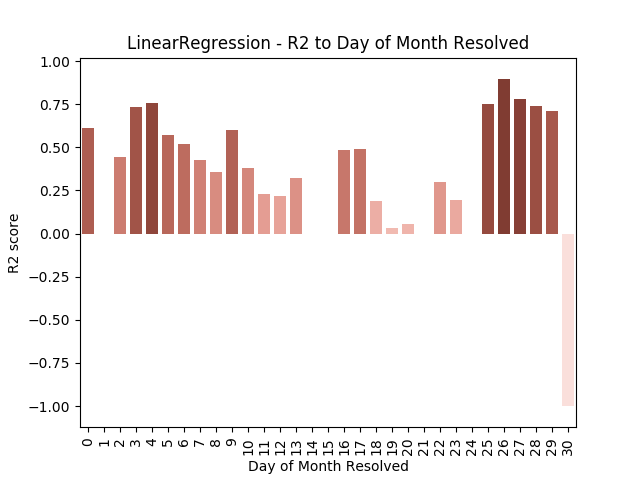 LinearRegression - R2 to Day of Month Resolved
1.00
0.75
0.50
0.25
0.00
−0.25
−0.50
−0.75
−1.00
R2 score
0 1 2 3 4 5 6 7 8 9 10 11 12 13 14 15 16 17 18 19 20 21 22 23 24 25 26 27 28 29 30
Day of Month Resolved